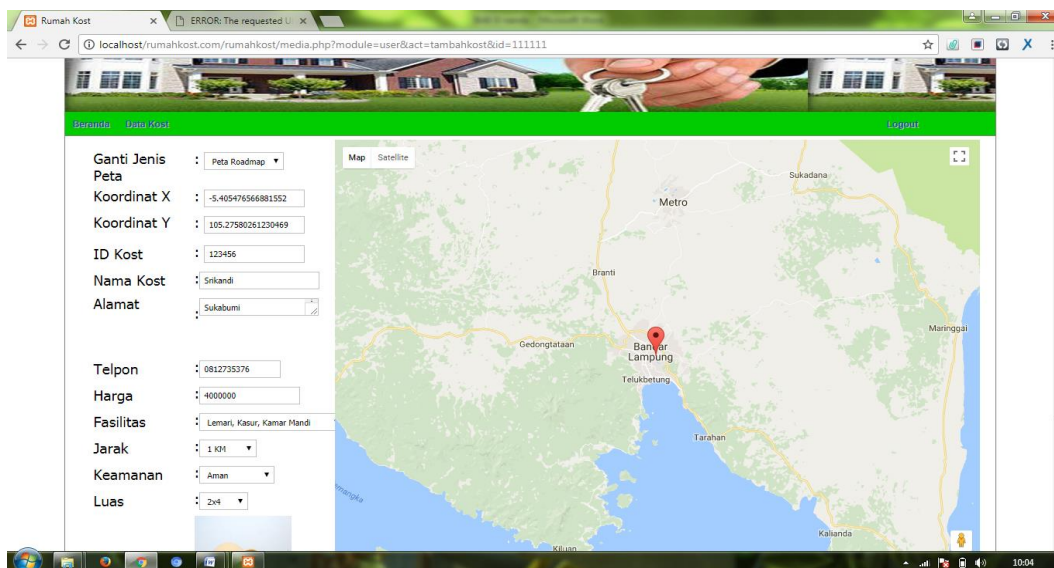 Rumah Kost
ERROR: The requested U
localhost/rumahkost.com/rumahkost/media.php?module=user&act=tambahkost&id=111111
Beranda Data Kost Logout
Ganti Jenis Peta : Peta Roadmap
Koordinat X : -5.405476566881552
Koordinat Y : 105.27580261230469
ID Kost : 123456
Nama Kost : Srikandi
Alamat : Sukabumi
Telpon : 0812735376
Harga : 4000000
Fasilitas : Lemari, Kasur, Kamar Mandi
Jarak : 1 KM
Keamanan : Aman
Luas : 2x4
Map Satellite
Sukadana
Metro
Branti
Maringgai
Gedongtataan
Bandar Lampung
Telukbetung
Tarahan
Kalianda
Kiluan
10:04